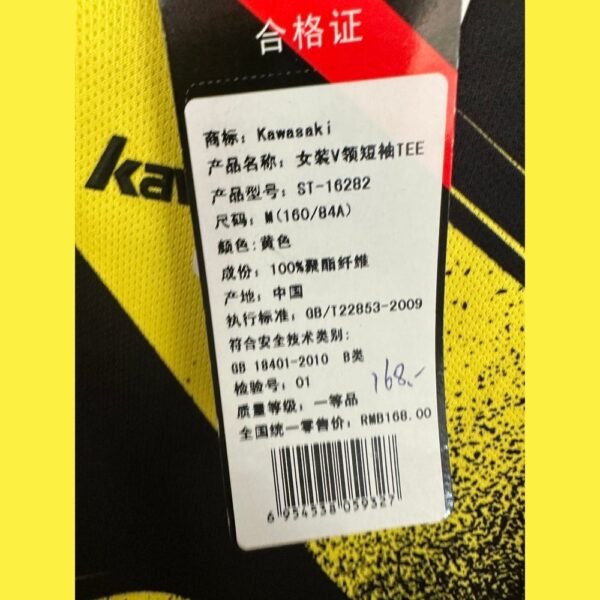 合格证
kaw
商标：Kawasaki
产品名称：女装V领短袖TEE
产品型号：ST-16282
尺码：M(160/84A)
颜色：黄色
成份：100%聚酯纤维
产地：中国
执行标准：GB/T22853-2009
符合安全技术类别：
GB 18401-2010 B类
检验号：01
168.-
质量等级：一等品
全国统一零售价：RMB168.00
6 954538 059327